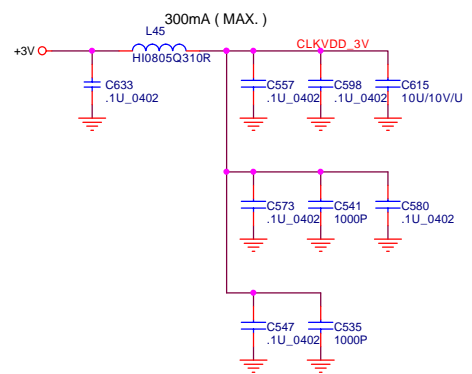 300mA ( MAX. )
L45
+3V
HI0805Q310R
CLKVDD_3V
C633
.1U_0402
C557
.1U_0402
C598
.1U_0402
C615
10U/10V/U
C573
.1U_0402
C541
1000P
C580
.1U_0402
C547
.1U_0402
C535
1000P